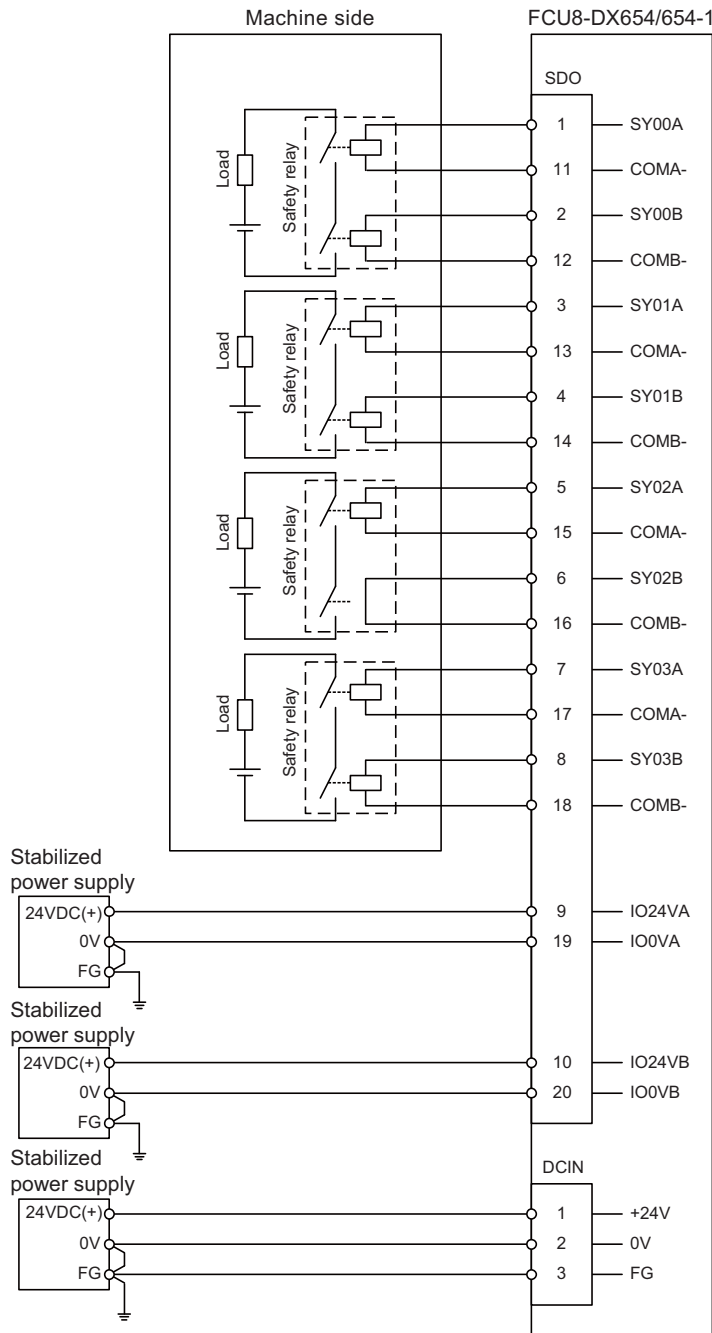 Machine side
FCU8-DX654/654-1
SDO
Load
Safety relay
1 SY00A
11 COMA-
2 SY00B
12 COMB-
Load
Safety relay
3 SY01A
13 COMA-
4 SY01B
14 COMB-
Load
Safety relay
5 SY02A
15 COMA-
6 SY02B
16 COMB-
Load
Safety relay
7 SY03A
17 COMA-
8 SY03B
18 COMB-
Stabilized
power supply
24VDC(+) 9 IO24VA
0V 19 IO0VA
FG
Stabilized
power supply
24VDC(+) 10 IO24VB
0V 20 IO0VB
FG
Stabilized
power supply
DCIN
24VDC(+) 1 +24V
0V 2 0V
FG 3 FG